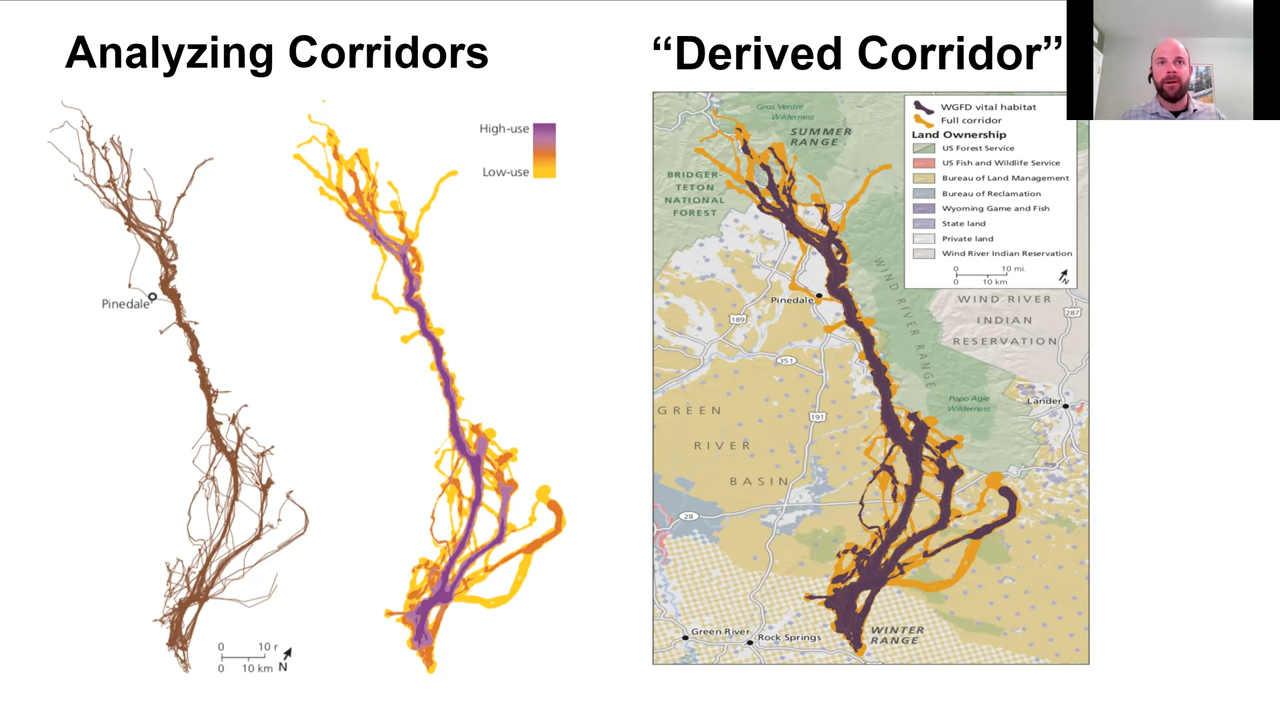 Analyzing Corridors
“Derived Corridor”
High-use
Low-use
Pinedale
0 10 r
0 10 km N
Gros Ventre
Wilderness
SUMMER
RANGE
BRIDGER-
TETON
NATIONAL
FOREST
WGFD vital habitat
Full corridor
Land Ownership
US Forest Service
US Fish and Wildlife Service
Bureau of Land Management
Bureau of Reclamation
Wyoming Game and Fish
State land
Private land
Wind River Indian Reservation
0 10 mi.
0 10 km
N
WIND RIVER RANGE
WIND RIVER
INDIAN
RESERVATION
287
Pinedale
189
351
191
Popo Agie
Wilderness
Lander
GREEN
RIVER
BASIN
28
Green River
Rock Springs
WINTER
RANGE